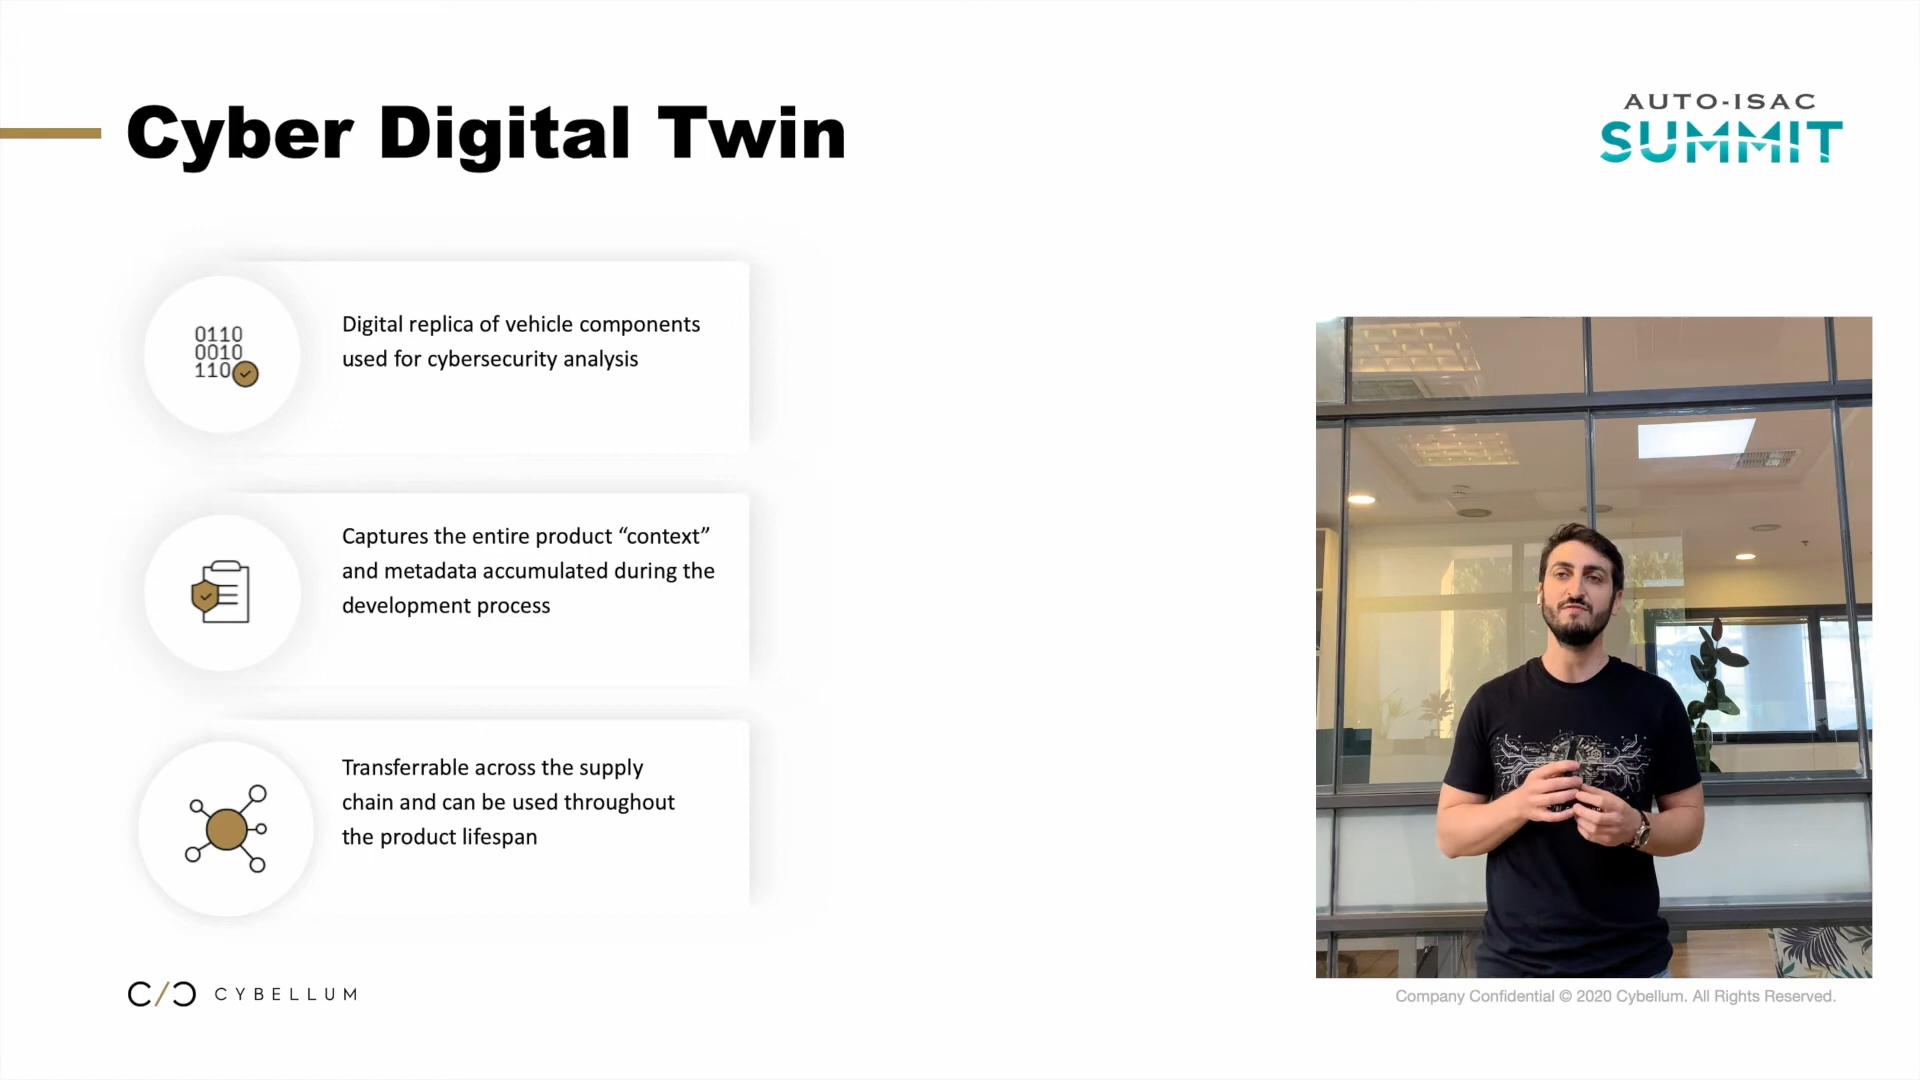 Cyber Digital Twin
AUTO-ISAC
SUMMIT
0110
0010
110
Digital replica of vehicle components
used for cybersecurity analysis
Captures the entire product “context”
and metadata accumulated during the
development process
Transferrable across the supply
chain and can be used throughout
the product lifespan
C/C CYBELLUM
Company Confidential © 2020 Cybellum. All Rights Reserved.